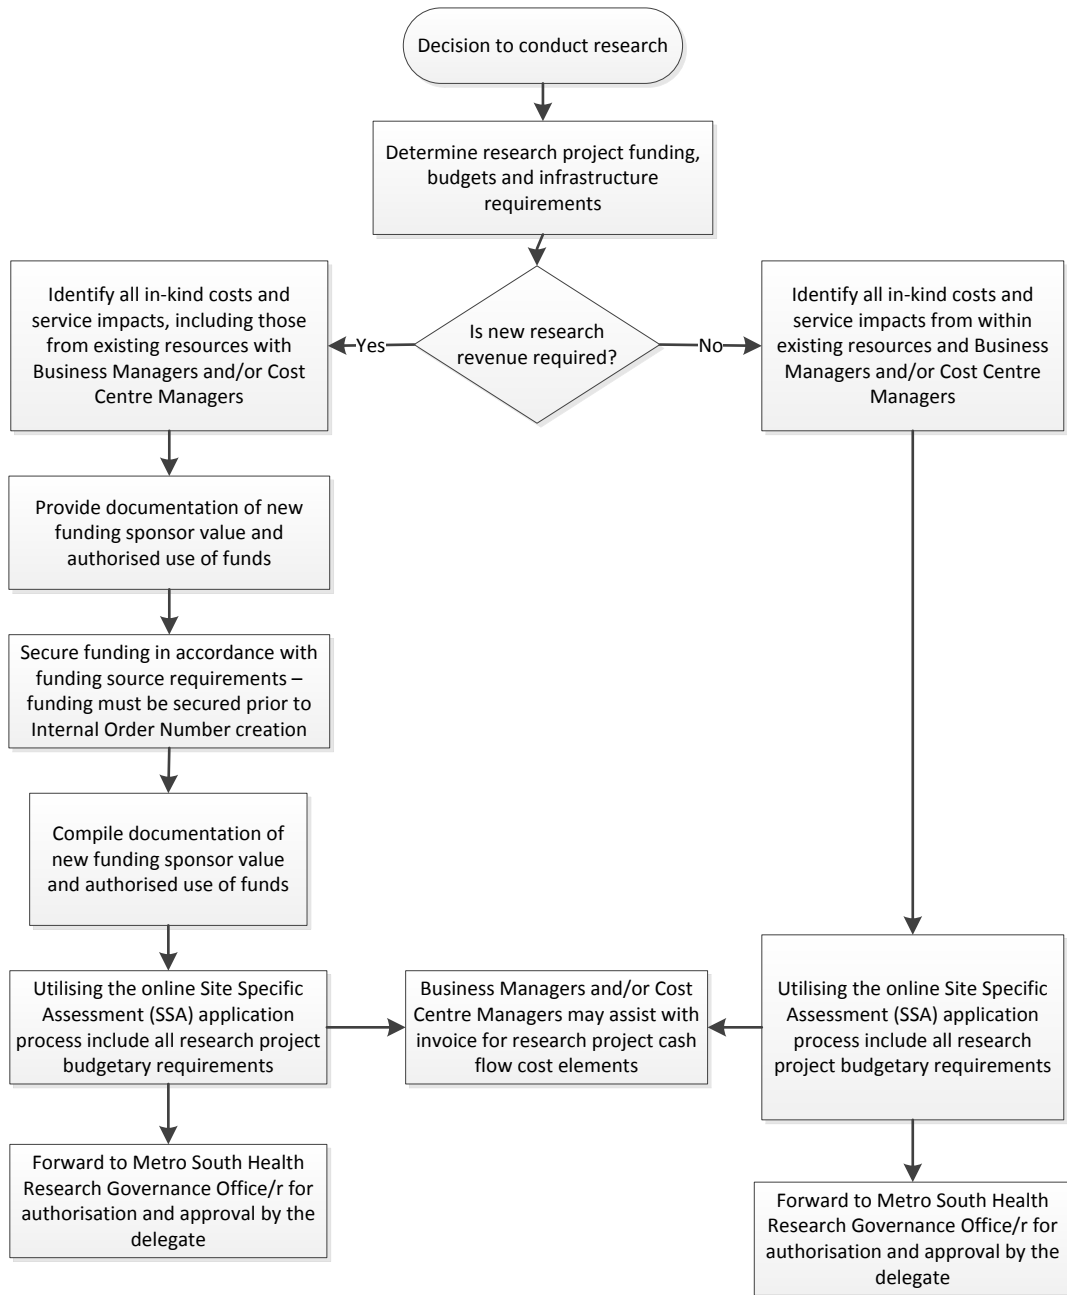 Decision to conduct research
Determine research project funding,
budgets and infrastructure
requirements
Identify all in-kind costs and
service impacts, including those
from existing resources with
Business Managers and/or Cost
Centre Managers
Yes
Is new research
revenue required?
No
Identify all in-kind costs and
service impacts from within
existing resources and Business
Managers and/or Cost Centre
Managers
Provide documentation of new
funding sponsor value and
authorised use of funds
Secure funding in accordance with
funding source requirements –
funding must be secured prior to
Internal Order Number creation
Compile documentation of
new funding sponsor value
and authorised use of funds
Utilising the online Site Specific
Assessment (SSA) application
process include all research project
budgetary requirements
Business Managers and/or Cost
Centre Managers may assist with
invoice for research project cash
flow cost elements
Utilising the online Site Specific
Assessment (SSA) application
process include all research
project budgetary requirements
Forward to Metro South Health
Research Governance Office/r for
authorisation and approval by the
delegate
Forward to Metro South Health
Research Governance Office/r for
authorisation and approval by the
delegate